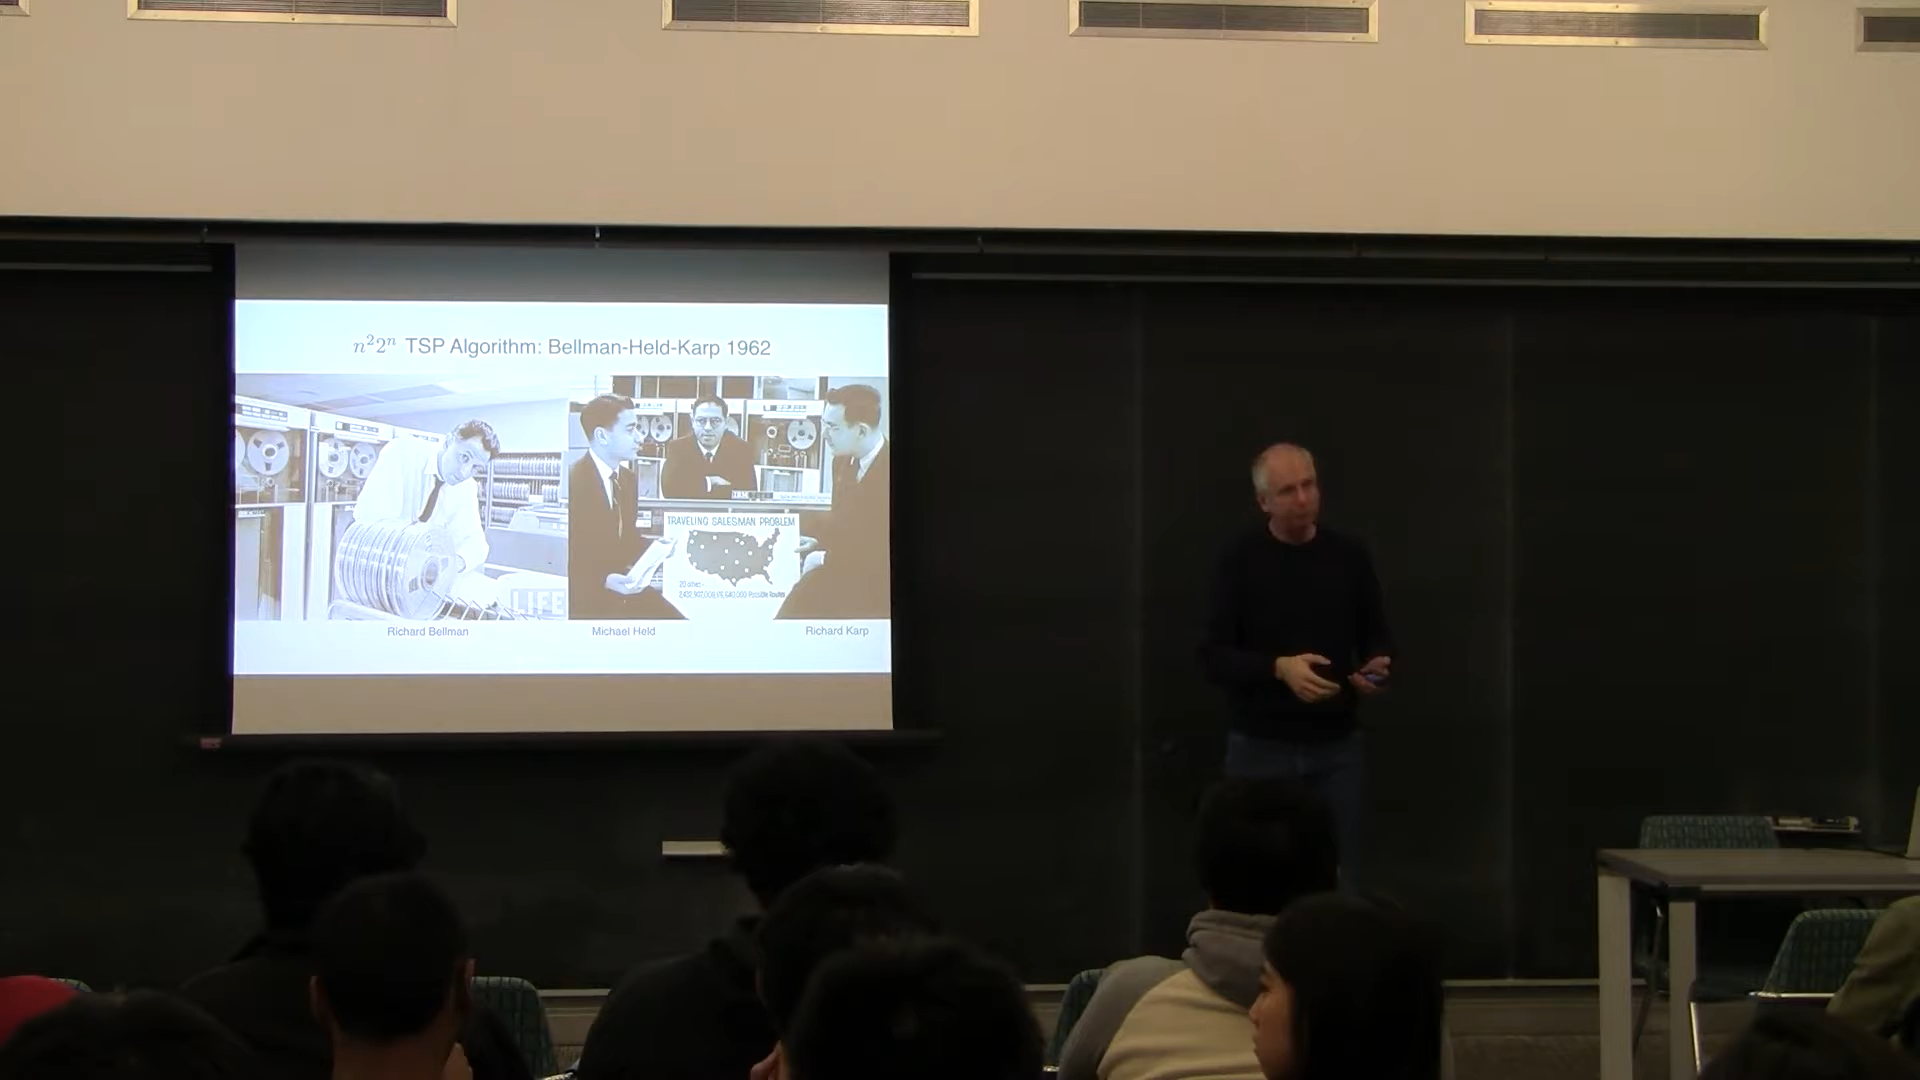 n²2ⁿ TSP Algorithm: Bellman-Held-Karp 1962
TRAVELING SALESMAN PROBLEM
Possible Routes
LIFE
Richard Bellman
Michael Held
Richard Karp